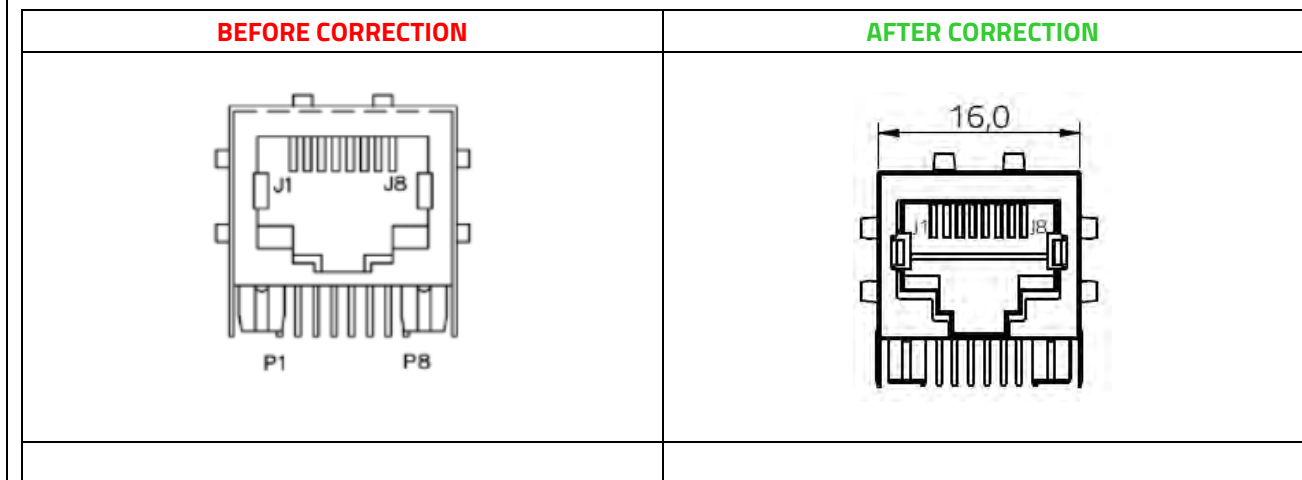 BEFORE CORRECTION
AFTER CORRECTION
J1 J8
P1 P8
16,0
J1 J8